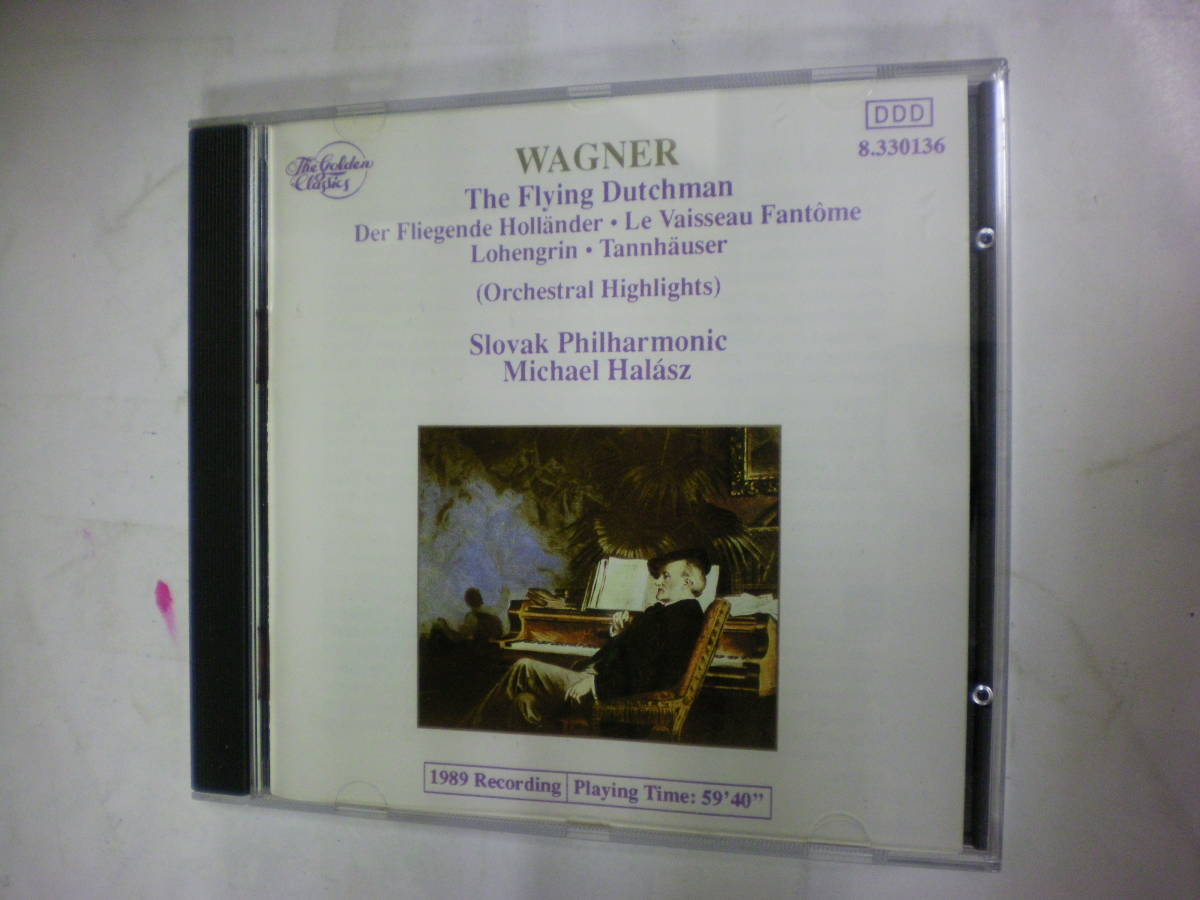 The Golden
Classics
DDD
8.330136
WAGNER
The Flying Dutchman
Der Fliegende Holländer • Le Vaisseau Fantôme
Lohengrin • Tannhäuser
(Orchestral Highlights)
Slovak Philharmonic
Michael Halász
1989 Recording Playing Time: 59'40"